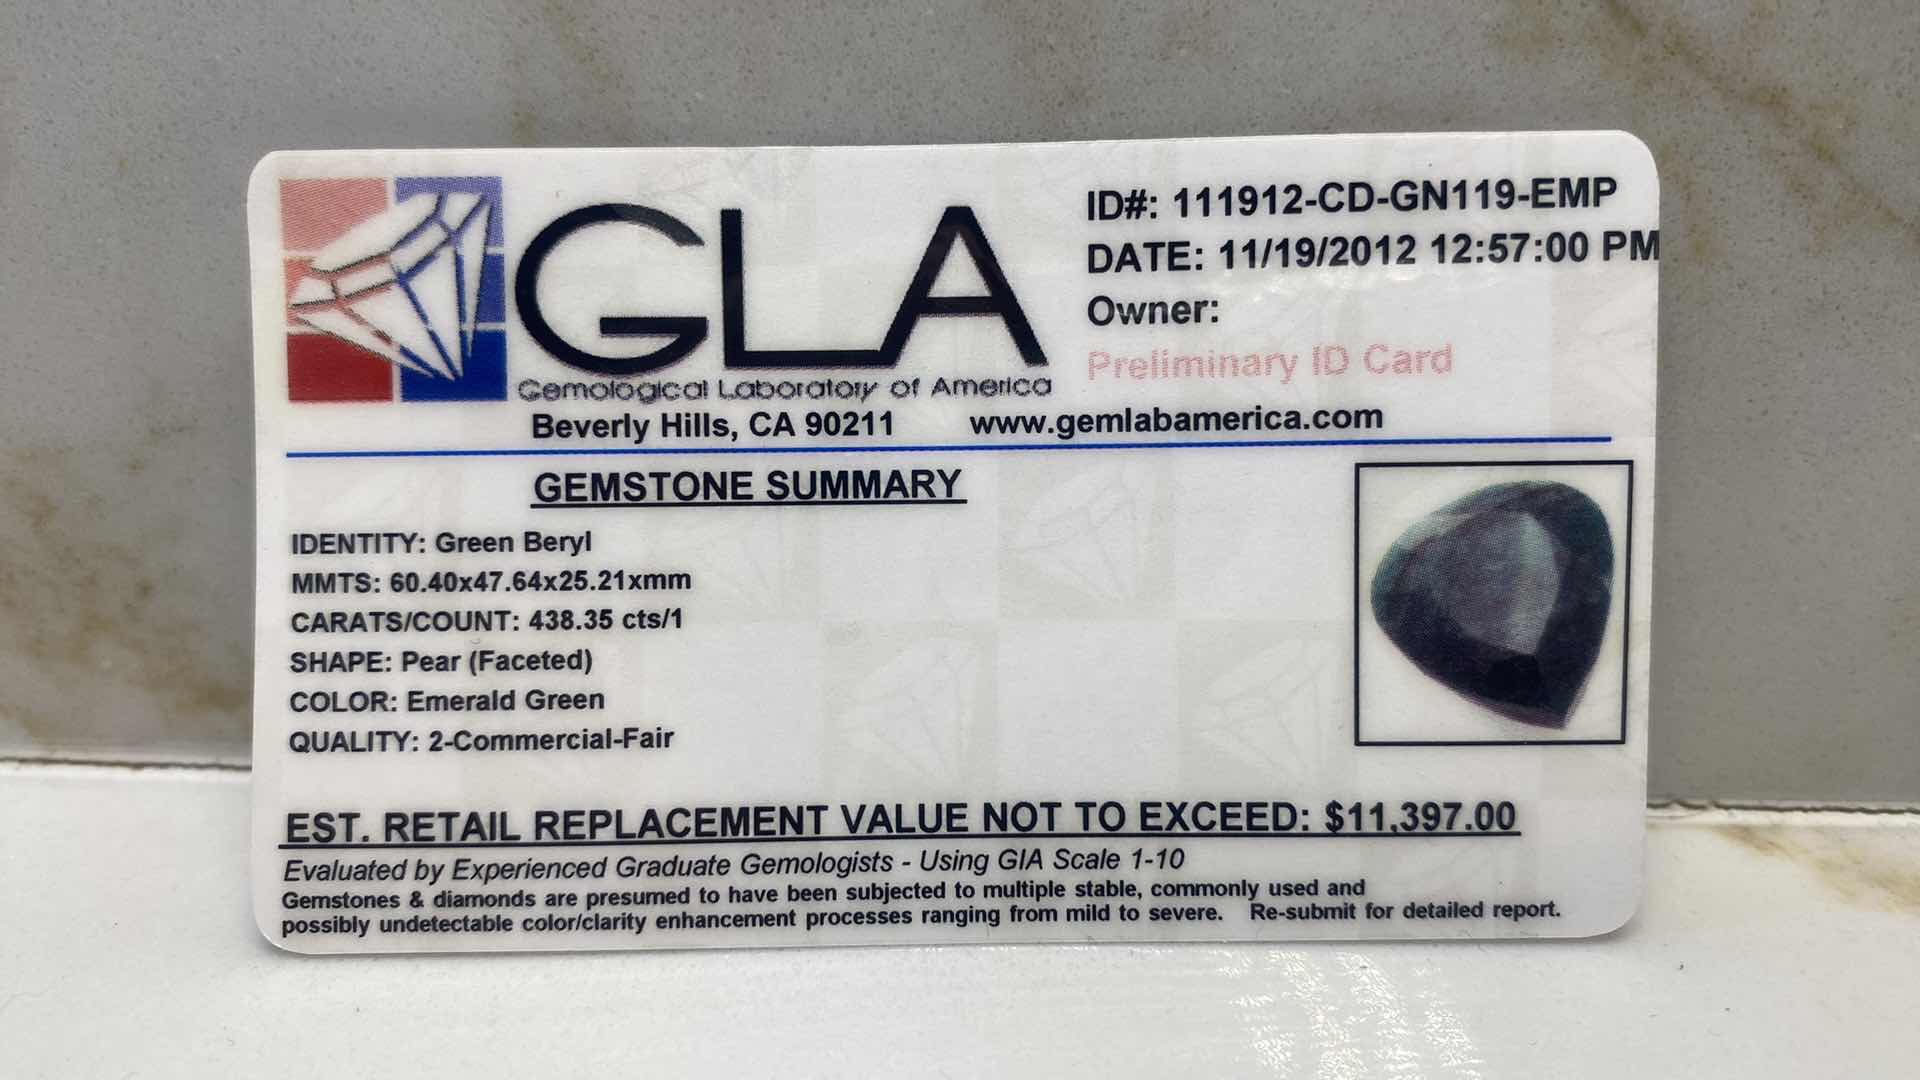 GLA
Gemological Laboratory of America
Beverly Hills, CA 90211 www.gemlabamerica.com
ID#: 111912-CD-GN119-EMP
DATE: 11/19/2012 12:57:00 PM
Owner:
Preliminary ID Card
GEMSTONE SUMMARY
IDENTITY: Green Beryl
MMTS: 60.40x47.64x25.21xmm
CARATS/COUNT: 438.35 cts/1
SHAPE: Pear (Faceted)
COLOR: Emerald Green
QUALITY: 2-Commercial-Fair
EST. RETAIL REPLACEMENT VALUE NOT TO EXCEED: $11,397.00
Evaluated by Experienced Graduate Gemologists - Using GIA Scale 1-10
Gemstones & diamonds are presumed to have been subjected to multiple stable, commonly used and
possibly undetectable color/clarity enhancement processes ranging from mild to severe. Re-submit for detailed report.